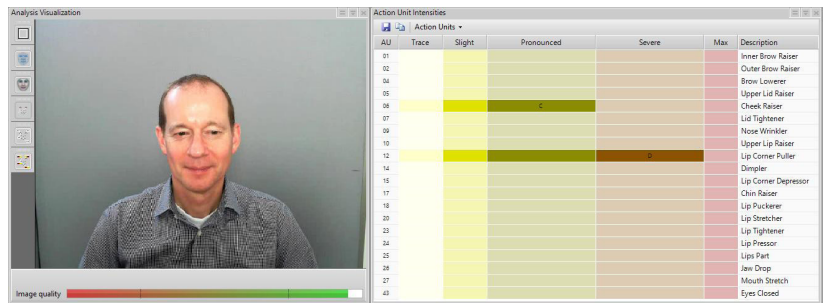 Analysis Visualization
Image quality
Action Unit Intensities
Action Units
AU Trace Slight Pronounced Severe Max Description
01 Inner Brow Raiser
02 Outer Brow Raiser
04 Brow Lowerer
05 Upper Lid Raiser
06 C Cheek Raiser
07 Lid Tightener
09 Nose Wrinkler
10 Upper Lip Raiser
12 D Lip Corner Puller
14 Dimpler
15 Lip Corner Depressor
17 Chin Raiser
18 Lip Puckerer
20 Lip Stretcher
23 Lip Tightener
24 Lip Pressor
25 Lips Part
26 Jaw Drop
27 Mouth Stretch
43 Eyes Closed